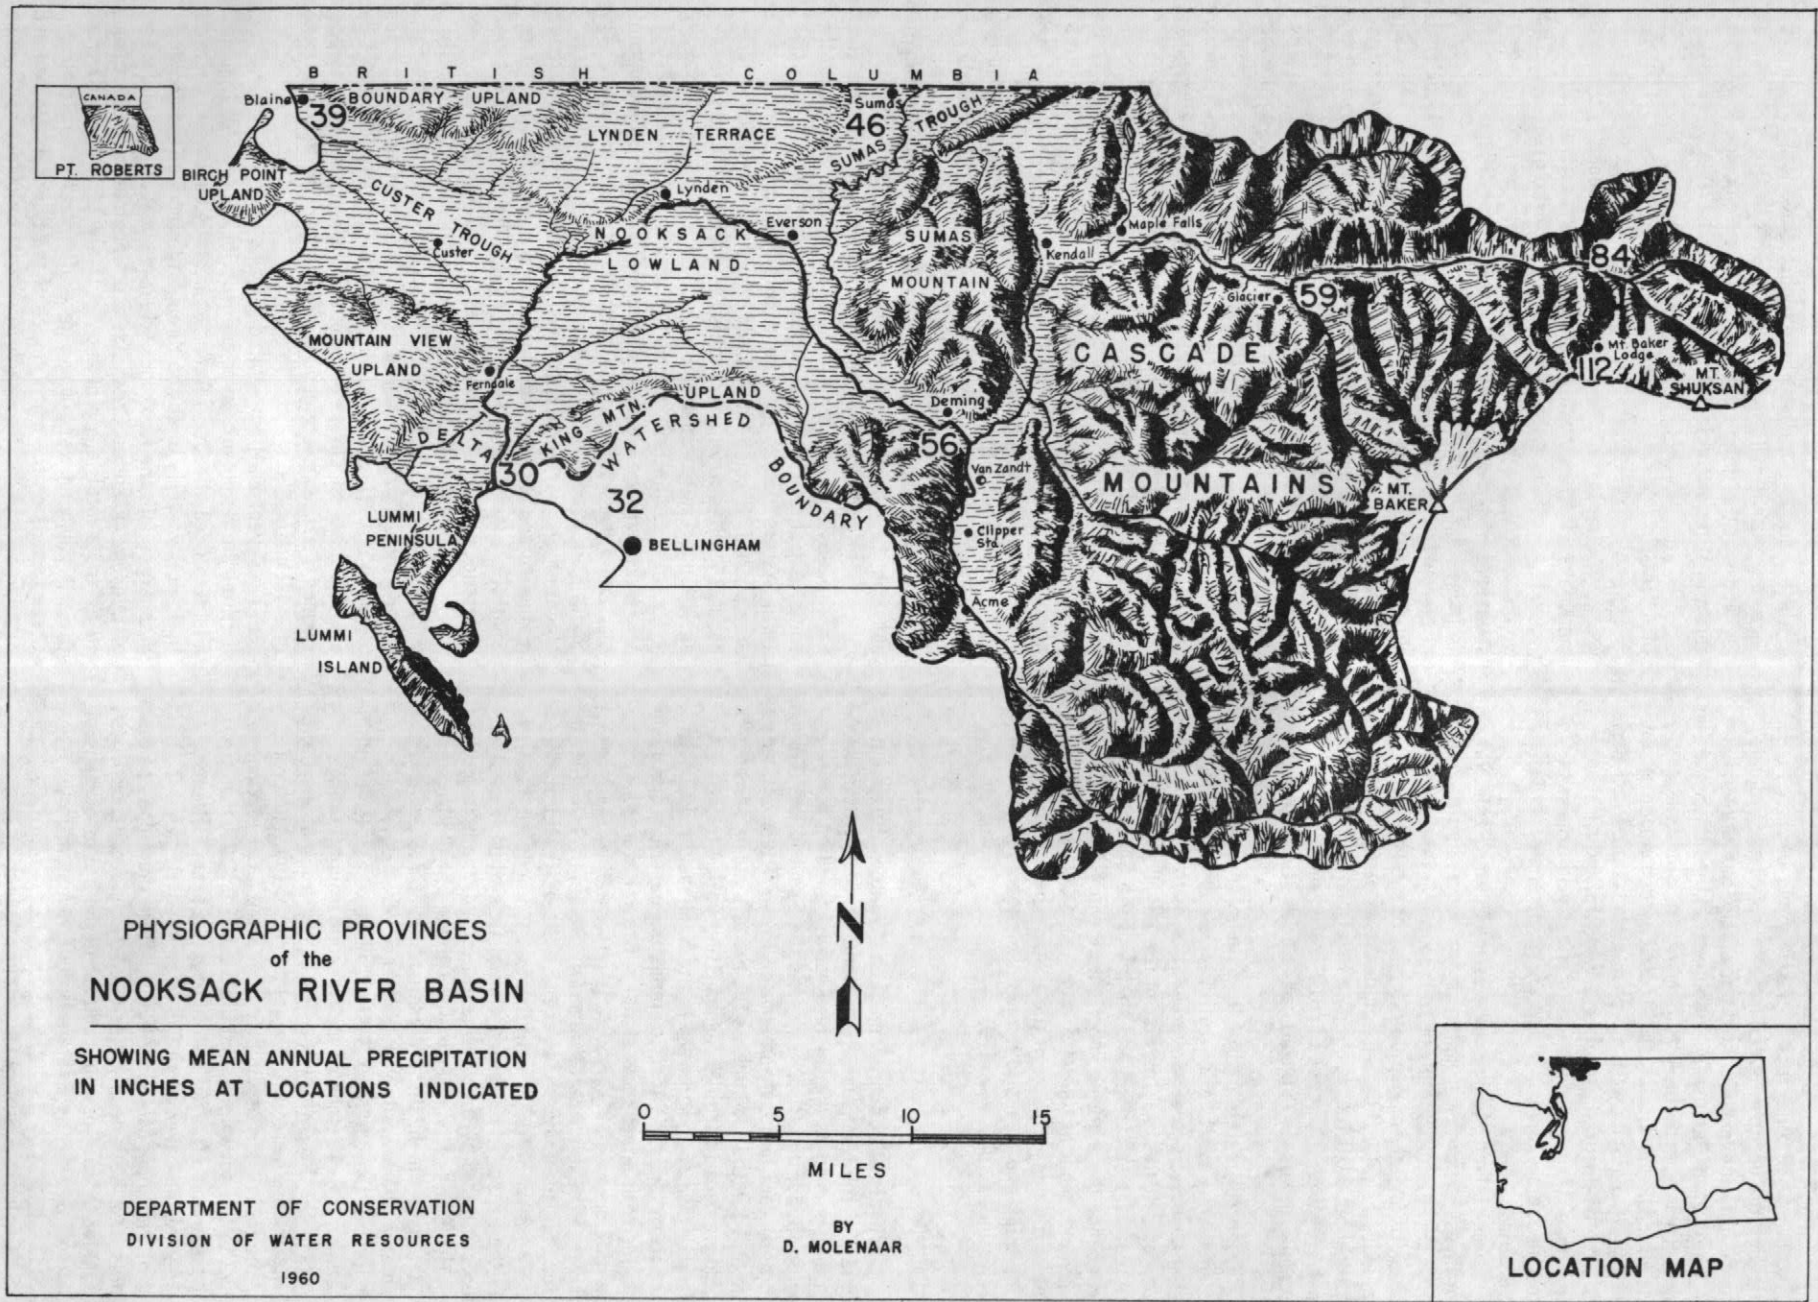 BRITISH COLUMBIA
CANADA
PT. ROBERTS
Blaine
39
BOUNDARY UPLAND
Sumas
46
SUMAS TROUGH
LYNDEN TERRACE
BIRCH POINT
UPLAND
CUSTER TROUGH
Custer
Lynden
Everson
NOOKSACK
LOWLAND
SUMAS
MOUNTAIN
Kendall
Maple Falls
84
Glacier
59
MOUNTAIN VIEW
UPLAND
Ferndale
CASCADE
MOUNTAINS
Mt. Baker
Lodge
112
MT.
SHUKSAN
KING MTN. UPLAND
WATERSHED
BOUNDARY
Deming
56
Van Zandt
DELTA
30
32
MT.
BAKER
LUMMI
PENINSULA
BELLINGHAM
Clipper
Sta.
Acme
LUMMI
ISLAND
N
PHYSIOGRAPHIC PROVINCES
of the
NOOKSACK RIVER BASIN
SHOWING MEAN ANNUAL PRECIPITATION
IN INCHES AT LOCATIONS INDICATED
0 5 10 15
MILES
DEPARTMENT OF CONSERVATION
DIVISION OF WATER RESOURCES
1960
BY
D. MOLENAAR
LOCATION MAP